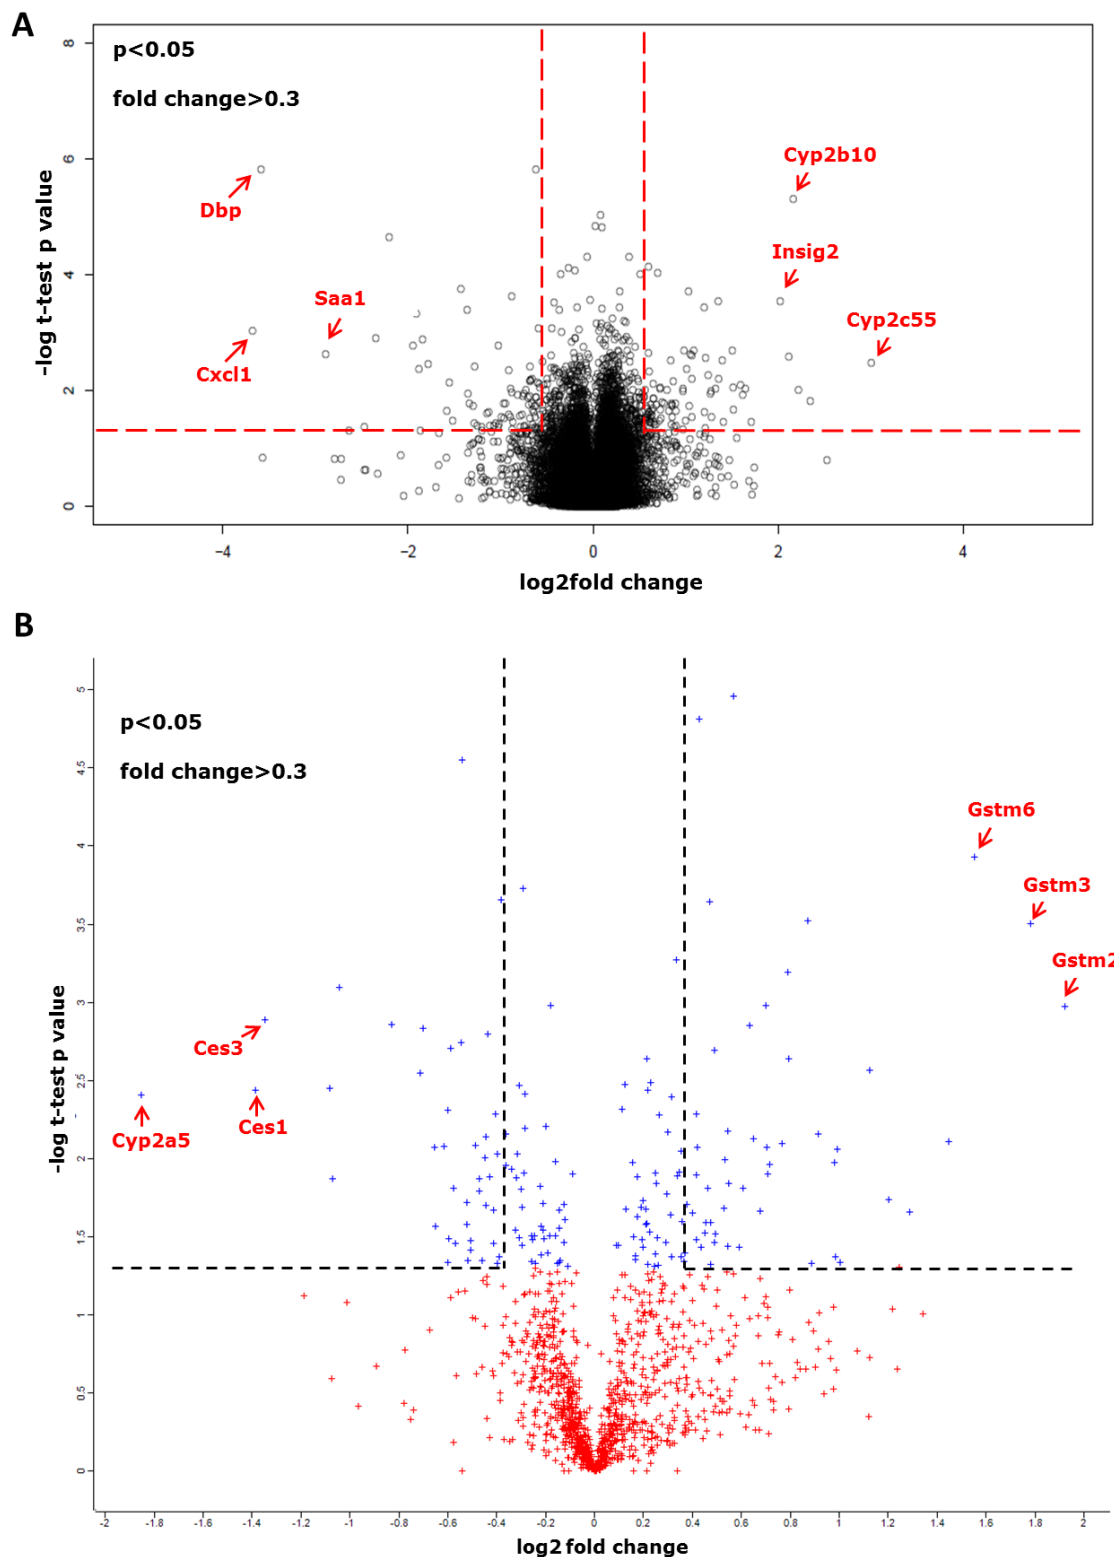 A
p<0.05
fold change>0.3
8
6
4
2
0
-log t-test p value
Dbp
Cxcl1
Saa1
Cyp2b10
Insig2
Cyp2c55
−4 −2 0 2 4
log2fold change
B
p<0.05
fold change>0.3
5
4.5
4
3.5
3
2.5
2
1.5
1
0.5
0
-log t-test p value
Gstm6
Gstm3
Gstm2
Ces3
Ces1
Cyp2a5
-2 -1.8 -1.6 -1.4 -1.2 -1 -0.8 -0.6 -0.4 -0.2 0 0.2 0.4 0.6 0.8 1 1.2 1.4 1.6 1.8 2
log2 fold change